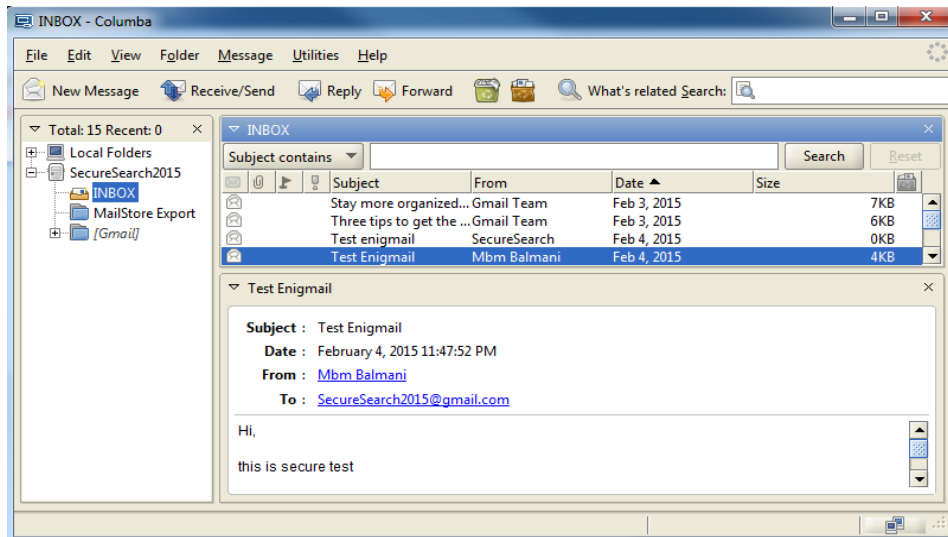 INBOX - Columba
File Edit View Folder Message Utilities Help
New Message Receive/Send Reply Forward What's related Search:
Total: 15 Recent: 0
Local Folders
SecureSearch2015
INBOX
MailStore Export
[Gmail]
INBOX
Subject contains Search Reset
Subject From Date Size
Stay more organized... Gmail Team Feb 3, 2015 7KB
Three tips to get the ... Gmail Team Feb 3, 2015 6KB
Test enigmail SecureSearch Feb 4, 2015 0KB
Test Enigmail Mbm Balmani Feb 4, 2015 4KB
Test Enigmail
Subject : Test Enigmail
Date : February 4, 2015 11:47:52 PM
From : Mbm Balmani
To : SecureSearch2015@gmail.com
Hi,
this is secure test